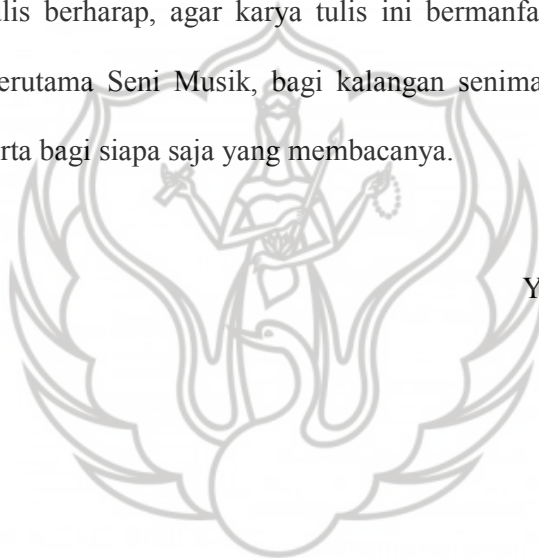 lis berharap, agar karya tulis ini bermanfa
erutama Seni Musik, bagi kalangan senima
rta bagi siapa saja yang membacanya.
Y